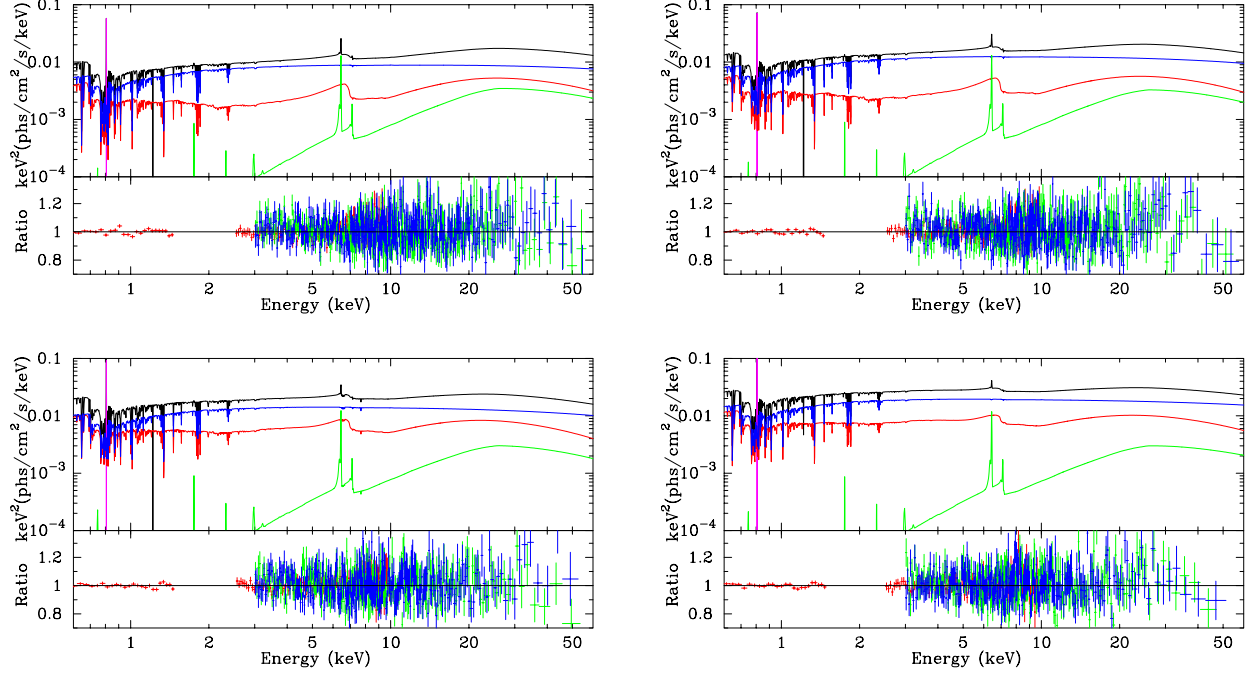 0.1 0.1
0.01 0.01
10⁻³ 10⁻³
10⁻⁴ 10⁻⁴
keV²(phs/cm²/s/keV) keV²(phs/cm²/s/keV)
1.2 1.2
1 1
0.8 0.8
Ratio Ratio
1 2 5 10 20 50 1 2 5 10 20 50
Energy (keV) Energy (keV)
0.1 0.1
0.01 0.01
10⁻³ 10⁻³
10⁻⁴ 10⁻⁴
keV²(phs/cm²/s/keV) keV²(phs/cm²/s/keV)
1.2 1.2
1 1
0.8 0.8
Ratio Ratio
1 2 5 10 20 50 1 2 5 10 20 50
Energy (keV) Energy (keV)